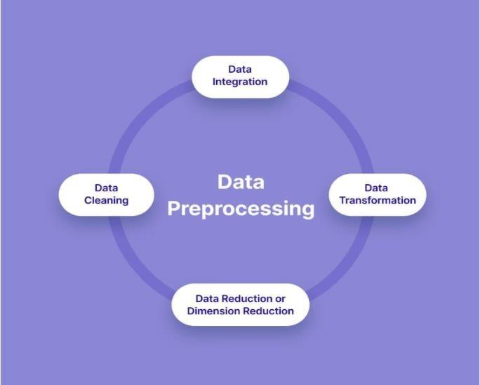 Data
Integration
Data
Cleaning
Data
Preprocessing
Data
Transformation
Data Reduction or
Dimension Reduction